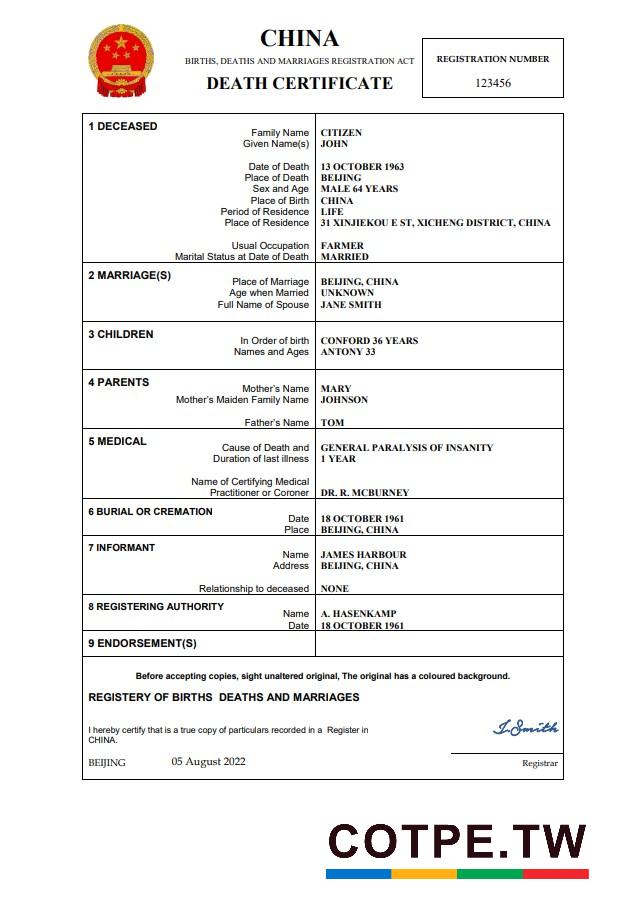 CHINA
BIRTHS, DEATHS AND MARRIAGES REGISTRATION ACT
DEATH CERTIFICATE
REGISTRATION NUMBER
123456
1 DECEASED
Family Name CITIZEN
Given Name(s) JOHN
Date of Death 13 OCTOBER 1963
Place of Death BEIJING
Sex and Age MALE 64 YEARS
Place of Birth CHINA
Period of Residence LIFE
Place of Residence 31 XINJIEKOU E ST, XICHENG DISTRICT, CHINA
Usual Occupation FARMER
Marital Status at Date of Death MARRIED
2 MARRIAGE(S)
Place of Marriage BEIJING, CHINA
Age when Married UNKNOWN
Full Name of Spouse JANE SMITH
3 CHILDREN
In Order of birth CONFORD 36 YEARS
Names and Ages ANTONY 33
4 PARENTS
Mother's Name MARY
Mother's Maiden Family Name JOHNSON
Father's Name TOM
5 MEDICAL
Cause of Death and GENERAL PARALYSIS OF INSANITY
Duration of last illness 1 YEAR
Name of Certifying Medical
Practitioner or Coroner DR. R. MCBURNEY
6 BURIAL OR CREMATION
Date 18 OCTOBER 1961
Place BEIJING, CHINA
7 INFORMANT
Name JAMES HARBOUR
Address BEIJING, CHINA
Relationship to deceased NONE
8 REGISTERING AUTHORITY
Name A. HASENKAMP
Date 18 OCTOBER 1961
9 ENDORSEMENT(S)
Before accepting copies, sight unaltered original, The original has a coloured background.
REGISTERY OF BIRTHS DEATHS AND MARRIAGES
I hereby certify that is a true copy of particulars recorded in a Register in
CHINA.
J.Smith
BEIJING 05 August 2022
Registrar
COTPE.TW